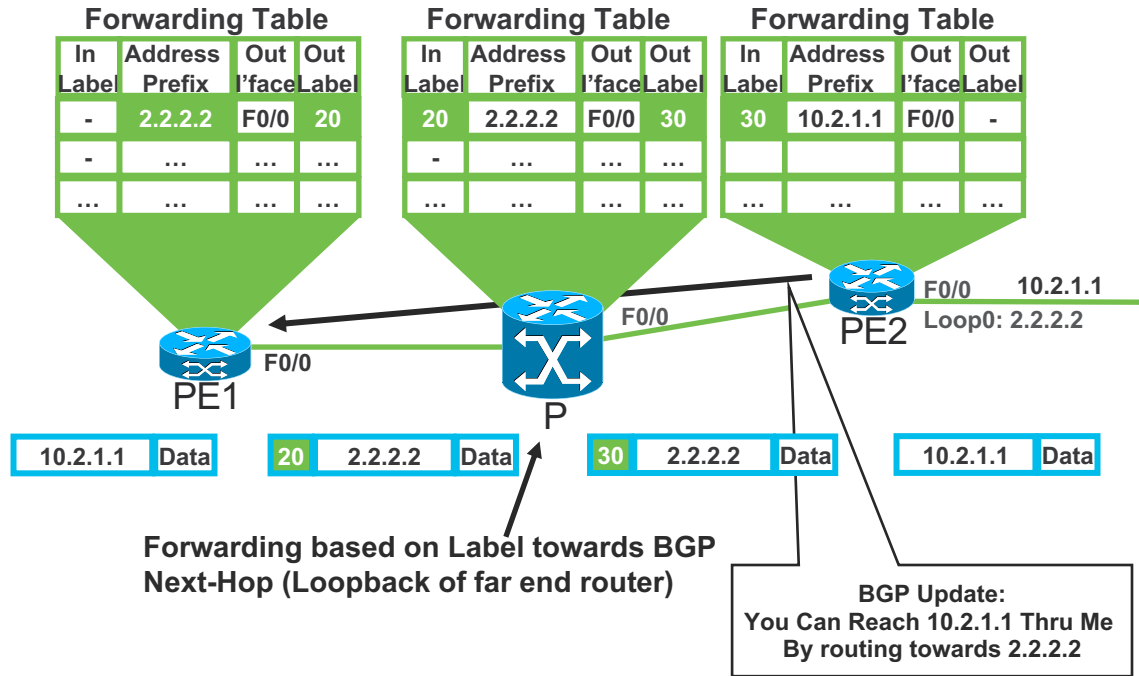 Forwarding Table
In Label Address Prefix Out I'face Out Label
- 2.2.2.2 F0/0 20
- … … …
… … … …
Forwarding Table
In Label Address Prefix Out I'face Out Label
20 2.2.2.2 F0/0 30
- … … …
… … … …
Forwarding Table
In Label Address Prefix Out I'face Out Label
30 10.2.1.1 F0/0 -
… … … …
F0/0
PE1
F0/0
P
PE2
F0/0 10.2.1.1
Loop0: 2.2.2.2
10.2.1.1 Data
20 2.2.2.2 Data
30 2.2.2.2 Data
10.2.1.1 Data
Forwarding based on Label towards BGP
Next-Hop (Loopback of far end router)
BGP Update:
You Can Reach 10.2.1.1 Thru Me
By routing towards 2.2.2.2